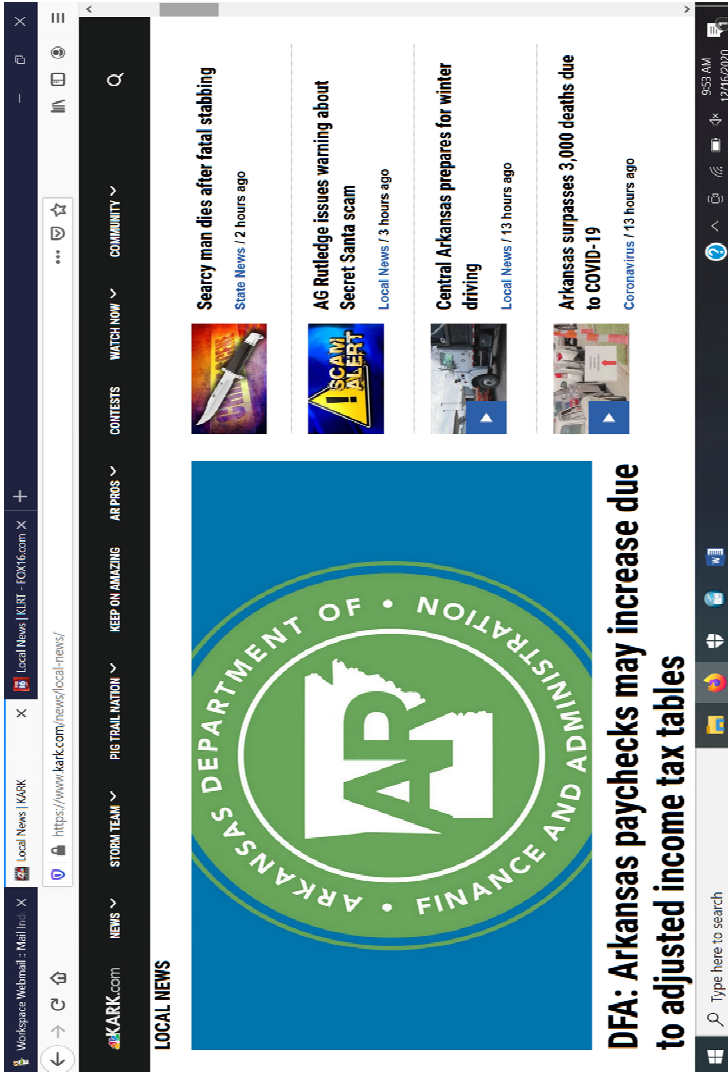 Workspace Webmail :: Mail Ind
Local News | KARK
Local News | KLRT - FOX16.com
https://www.kark.com/news/local-news/
KARK.com
NEWS
STORM TEAM
PIG TRAIL NATION
KEEP ON AMAZING
AR PROS
CONTESTS
WATCH NOW
COMMUNITY
LOCAL NEWS
ARKANSAS DEPARTMENT OF
FINANCE AND ADMINISTRATION
AR
DFA: Arkansas paychecks may increase due
to adjusted income tax tables
Searcy man dies after fatal stabbing
State News / 2 hours ago
SCAM
ALERT
AG Rutledge issues warning about
Secret Santa scam
Local News / 3 hours ago
Central Arkansas prepares for winter
driving
Local News / 13 hours ago
Arkansas surpasses 3,000 deaths due
to COVID-19
Coronavirus / 13 hours ago
Type here to search
9:53 AM
12/16/2020